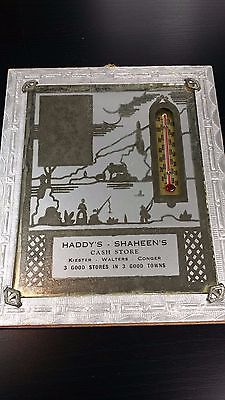 HADDY'S - SHAHEEN'S
CASH STORE
KIESTER - WALTERS - CONGER
3 GOOD STORES IN 3 GOOD TOWNS